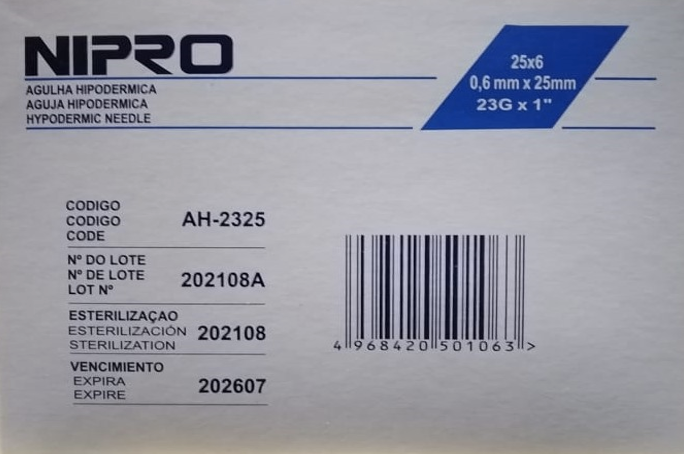 NIPRO
AGULHA HIPODERMICA
AGUJA HIPODERMICA
HYPODERMIC NEEDLE
25x6
0,6 mm x 25mm
23G x 1"
CODIGO
CODIGO
CODE
AH-2325
Nº DO LOTE
Nº DE LOTE
LOT Nº
202108A
ESTERILIZAÇAO
ESTERILIZACIÓN
STERILIZATION
202108
VENCIMIENTO
EXPIRA
EXPIRE
202607
4 968420 501063 >